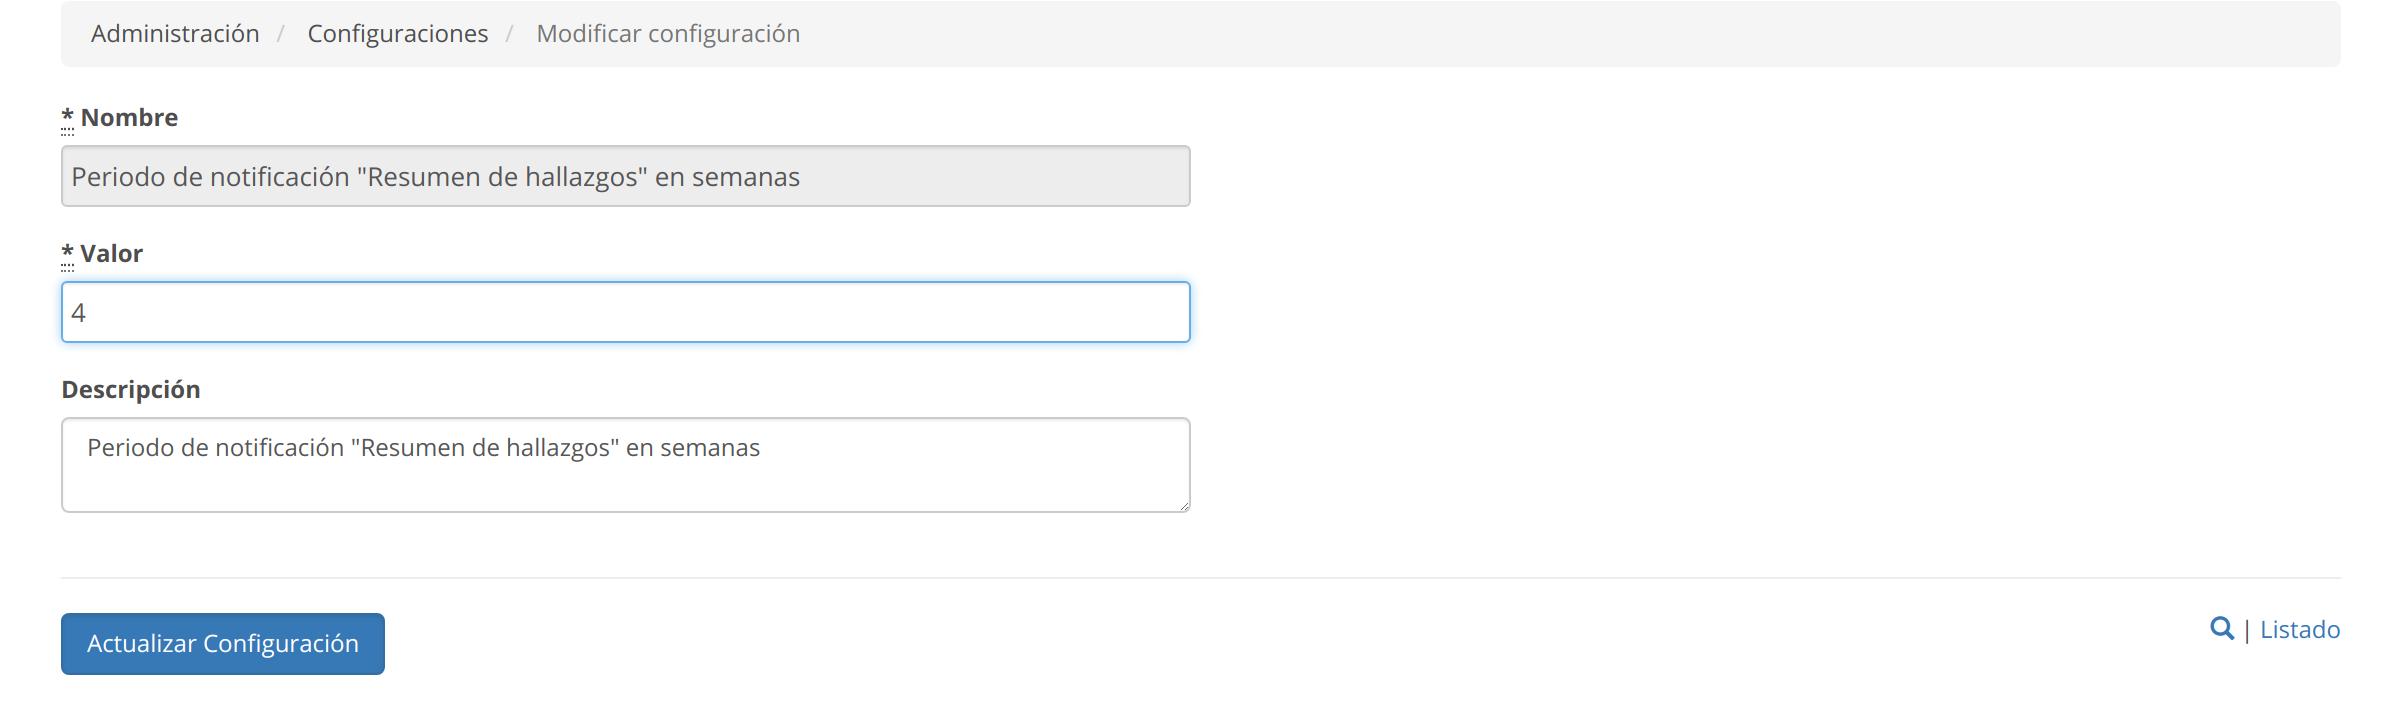 Administración / Configuraciones / Modificar configuración
* Nombre
Periodo de notificación "Resumen de hallazgos" en semanas
* Valor
4
Descripción
Periodo de notificación "Resumen de hallazgos" en semanas
Actualizar Configuración
| Listado